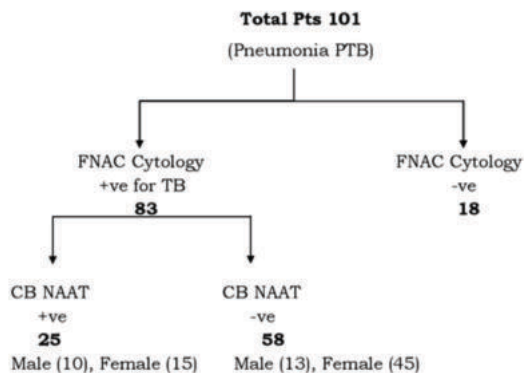 Total Pts 101
(Pneumonia PTB)
FNAC Cytology
+ve for TB
83
FNAC Cytology
-ve
18
CB NAAT
+ve
25
Male (10), Female (15)
CB NAAT
-ve
58
Male (13), Female (45)